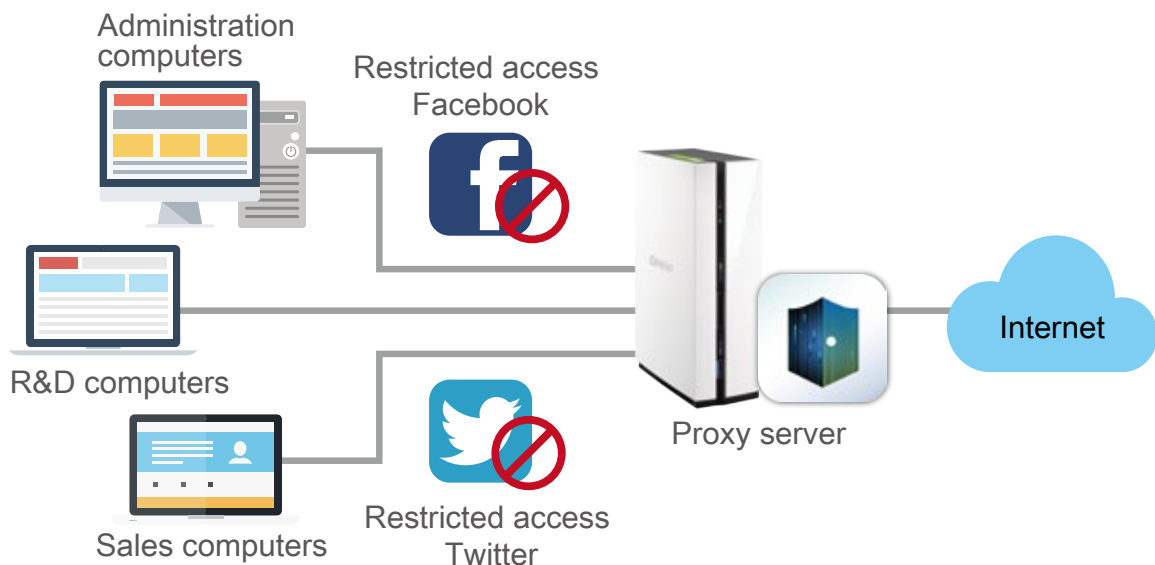 Administration
computers
Restricted access
Facebook
R&D computers
Internet
Proxy server
Sales computers
Restricted access
Twitter